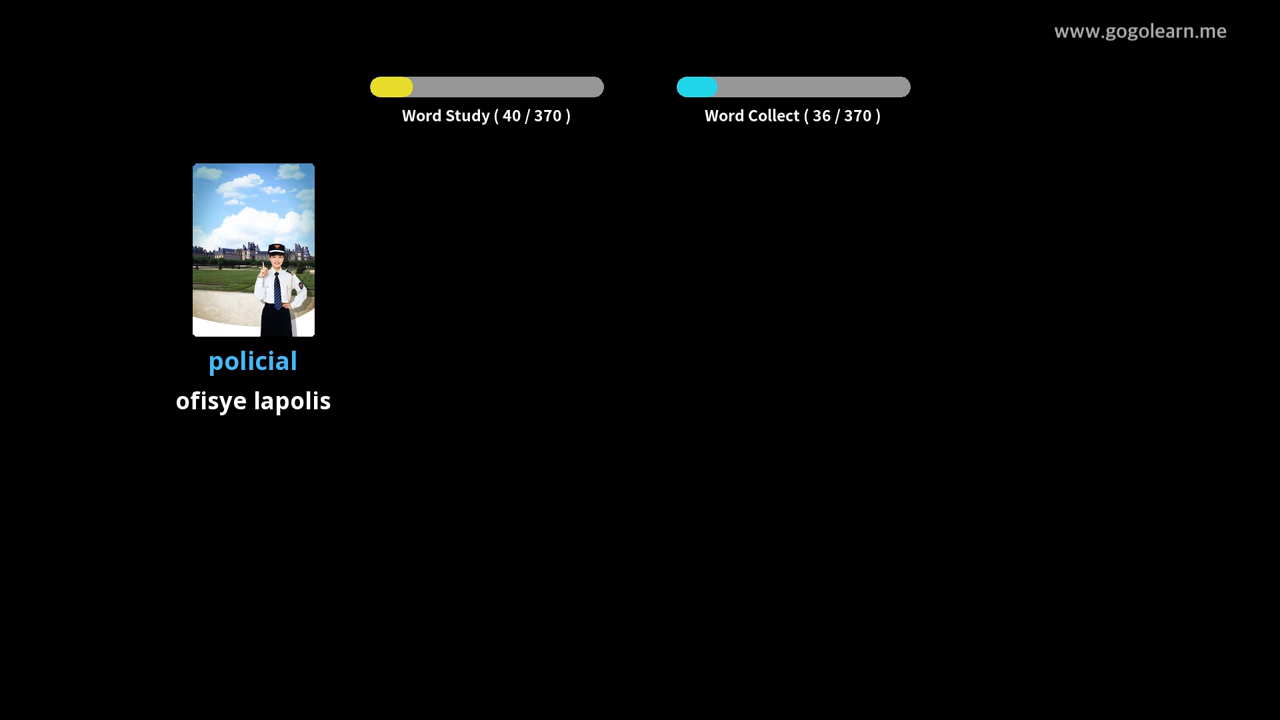 www.gogolearn.me
Word Study ( 40 / 370 )
Word Collect ( 36 / 370 )
policial
ofisye lapolis